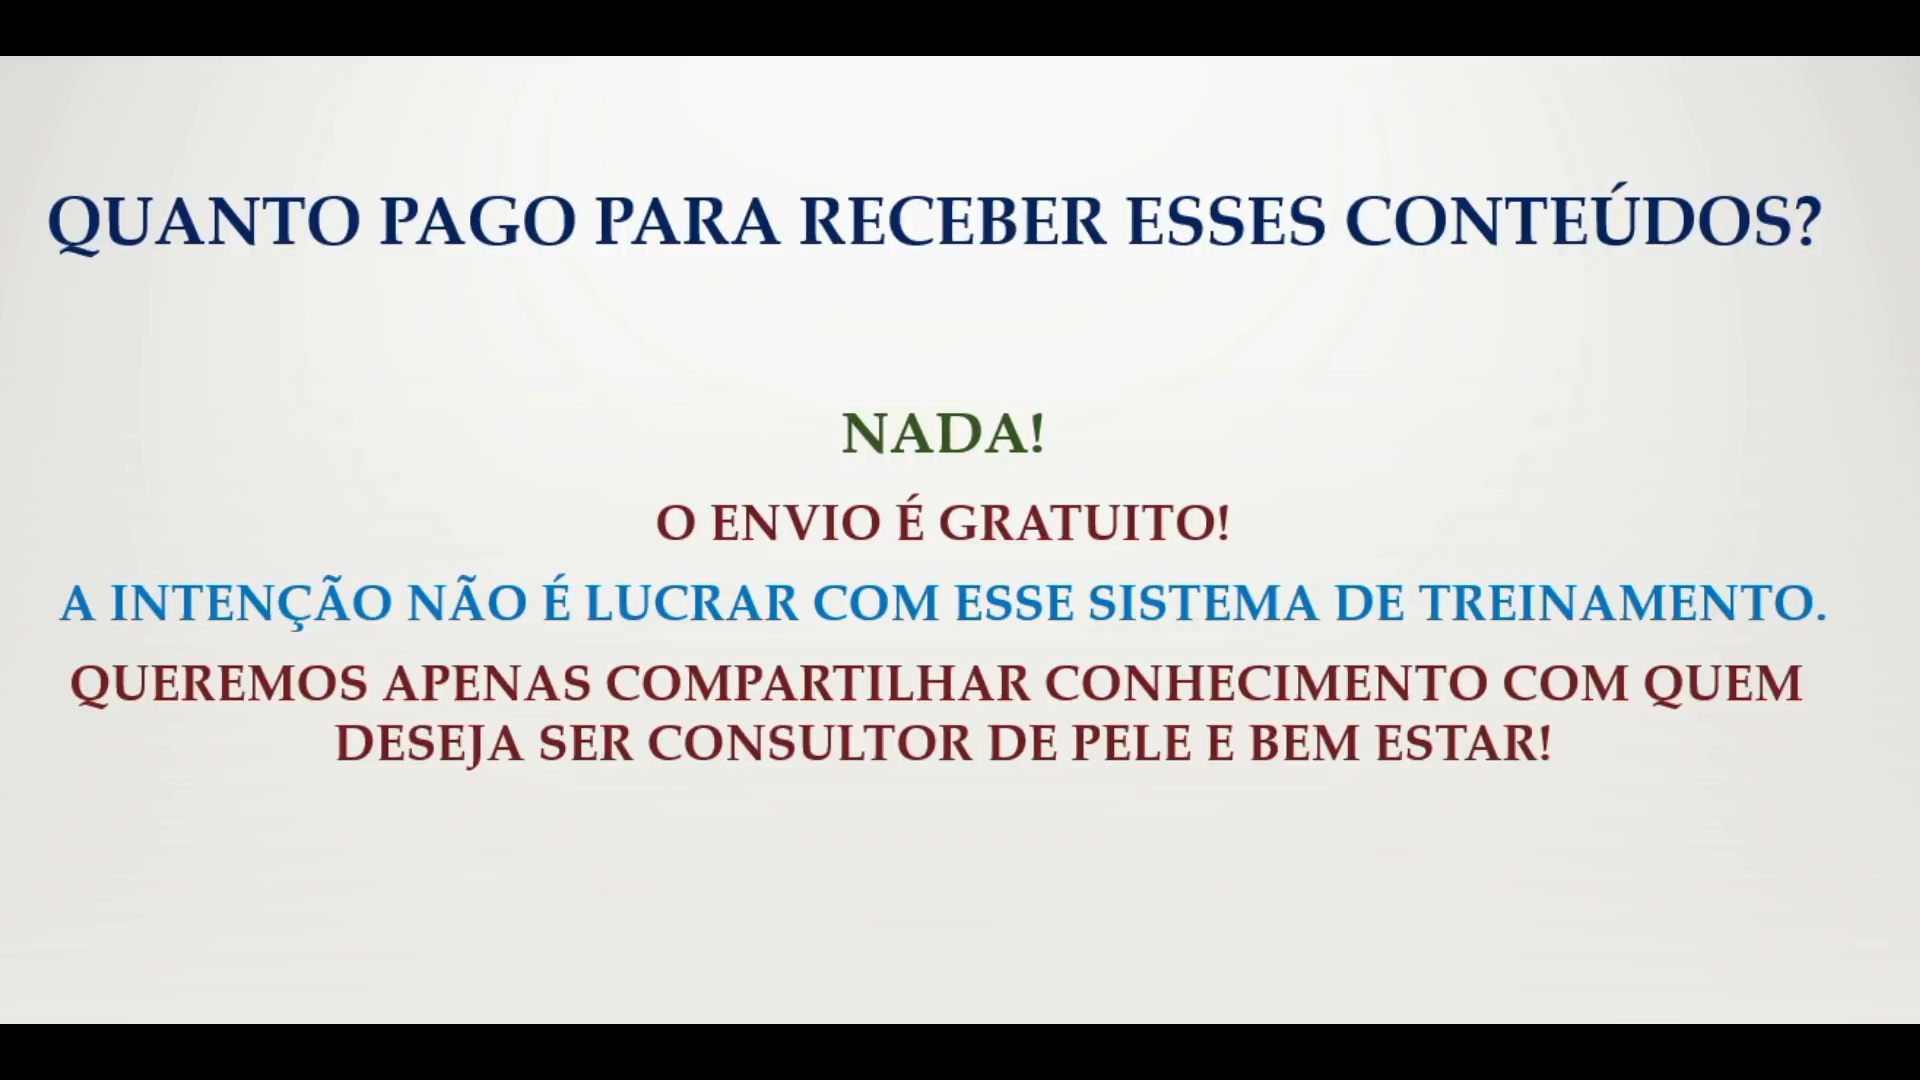 QUANTO PAGO PARA RECEBER ESSES CONTEÚDOS?
NADA!
O ENVIO É GRATUITO!
A INTENÇÃO NÃO É LUCRAR COM ESSE SISTEMA DE TREINAMENTO.
QUEREMOS APENAS COMPARTILHAR CONHECIMENTO COM QUEM
DESEJA SER CONSULTOR DE PELE E BEM ESTAR!